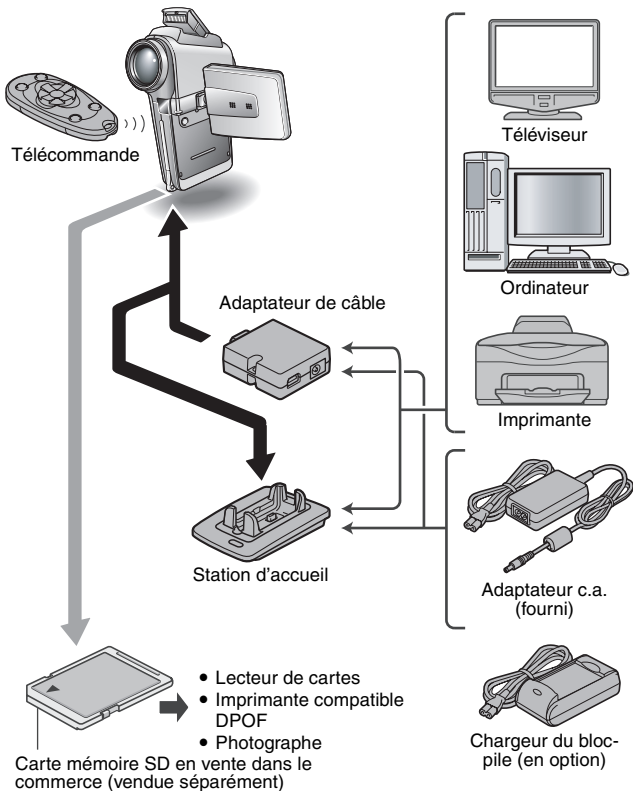 Télécommande
Téléviseur
Ordinateur
Adaptateur de câble
Imprimante
Station d'accueil
Adaptateur c.a.
(fourni)
• Lecteur de cartes
• Imprimante compatible
DPOF
• Photographe
Carte mémoire SD en vente dans le
commerce (vendue séparément)
Chargeur du bloc-
pile (en option)